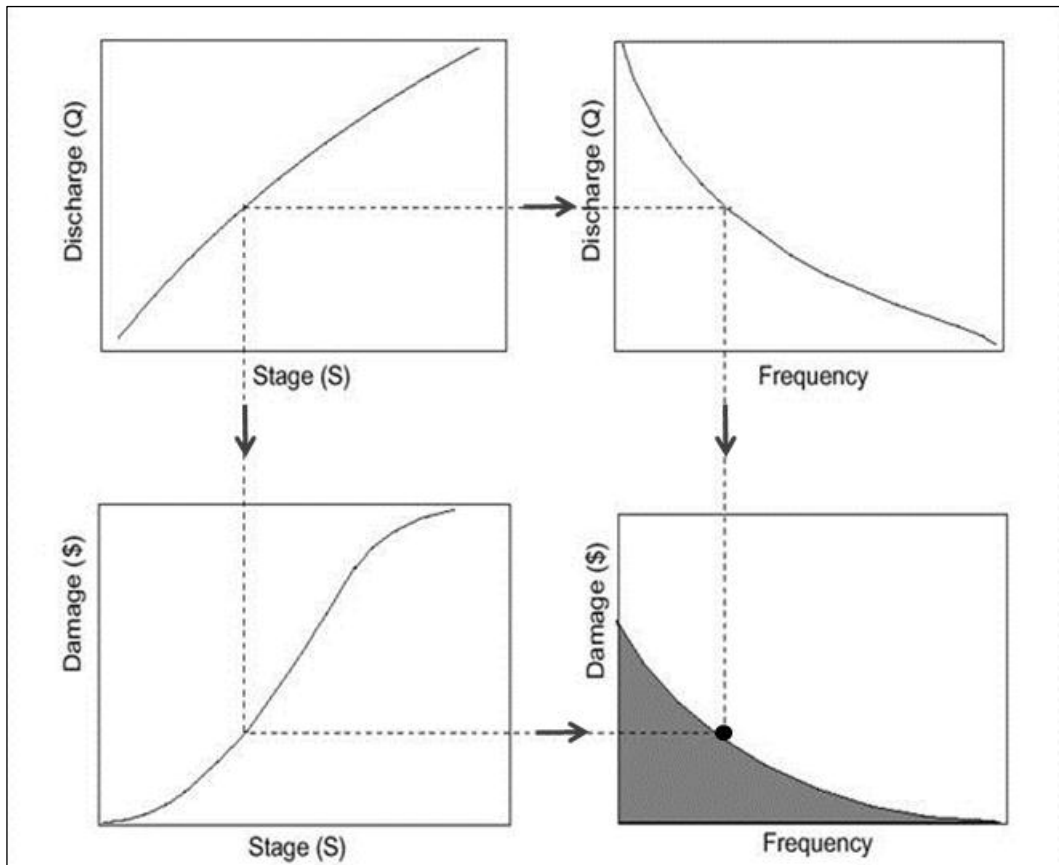 Discharge (Q)
Stage (S)
Discharge (Q)
Frequency
Damage ($)
Stage (S)
Damage ($)
Frequency